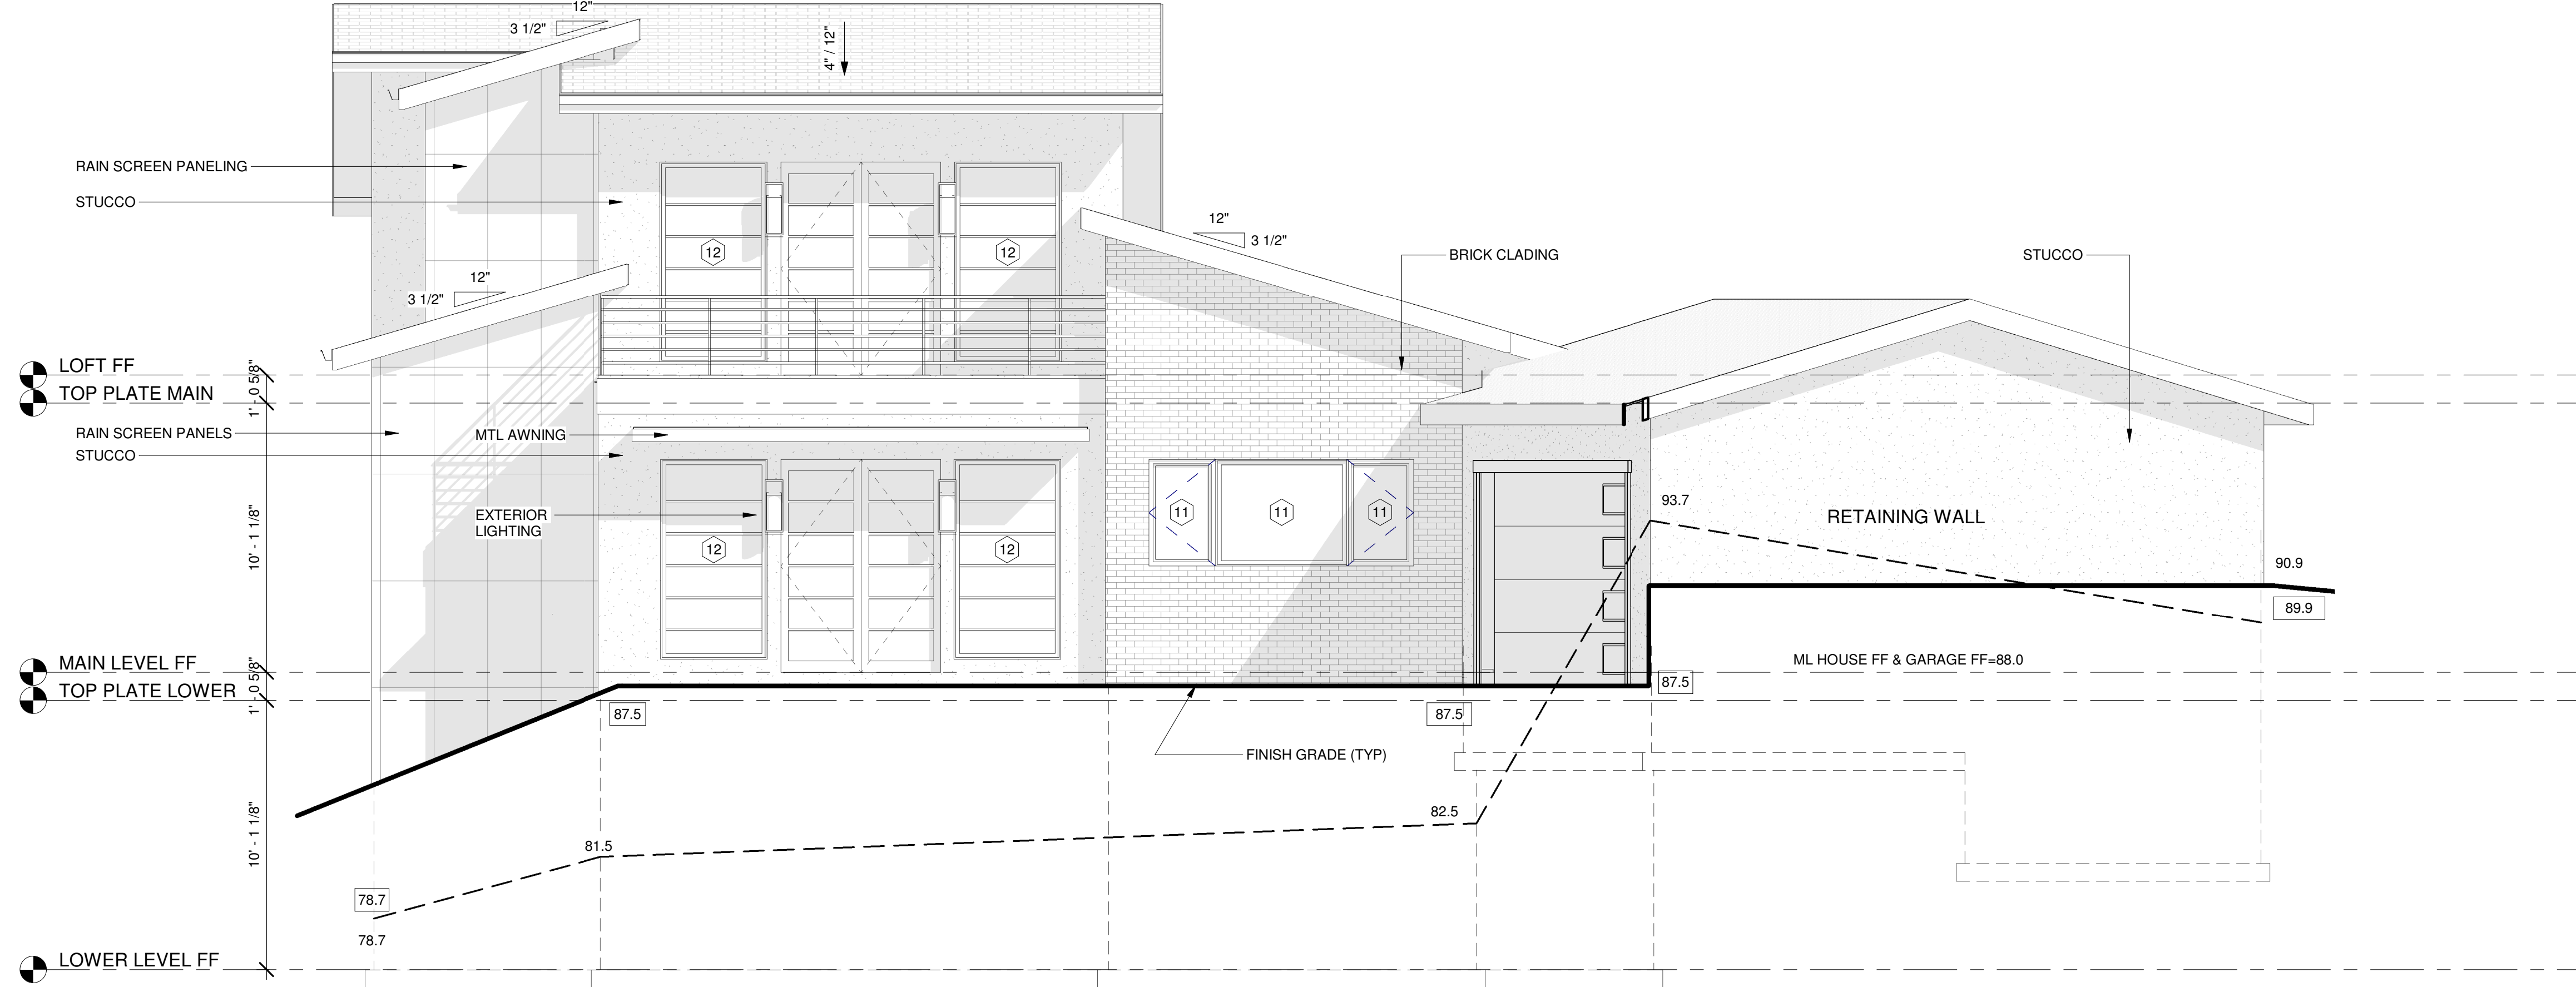 12"
3 1/2"
4" / 12"
RAIN SCREEN PANELING
STUCCO
12"
3 1/2"
12
12
12"
3 1/2"
BRICK CLADING
STUCCO
LOFT FF
TOP PLATE MAIN
1' - 0 5/8"
RAIN SCREEN PANELS
STUCCO
MTL AWNING
EXTERIOR
LIGHTING
12
12
11
11
11
93.7
RETAINING WALL
90.9
89.9
10' - 1 1/8"
MAIN LEVEL FF
TOP PLATE LOWER
1' - 0 5/8"
ML HOUSE FF & GARAGE FF=88.0
87.5
87.5
87.5
FINISH GRADE (TYP)
82.5
81.5
10' - 1 1/8"
78.7
78.7
LOWER LEVEL FF